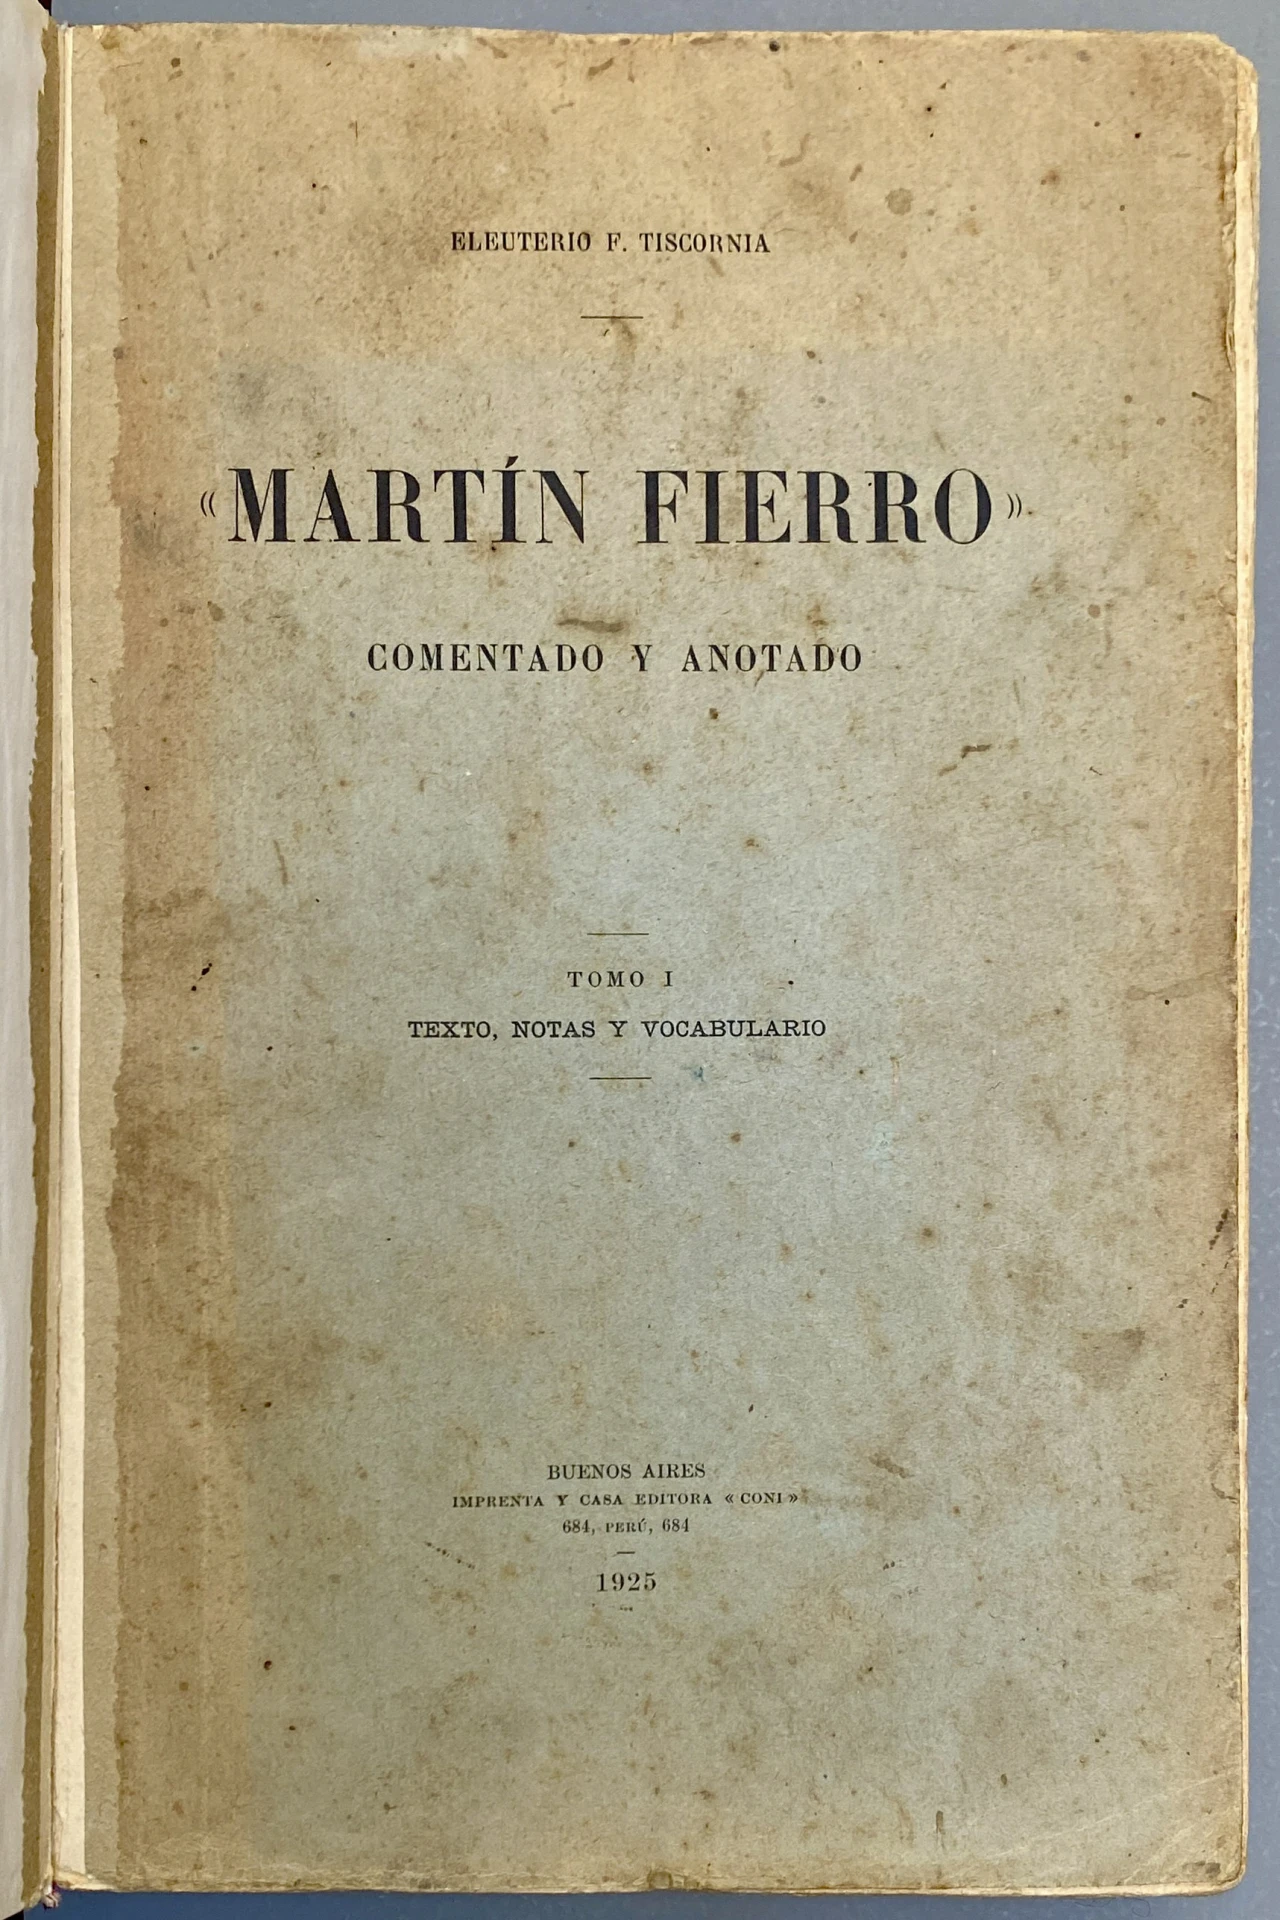 ELEUTERIO F. TISCORNIA
«MARTÍN FIERRO»
COMENTADO Y ANOTADO
TOMO I
TEXTO, NOTAS Y VOCABULARIO
BUENOS AIRES
IMPRENTA Y CASA EDITORA «CONI»
684, PERÚ, 684
1925